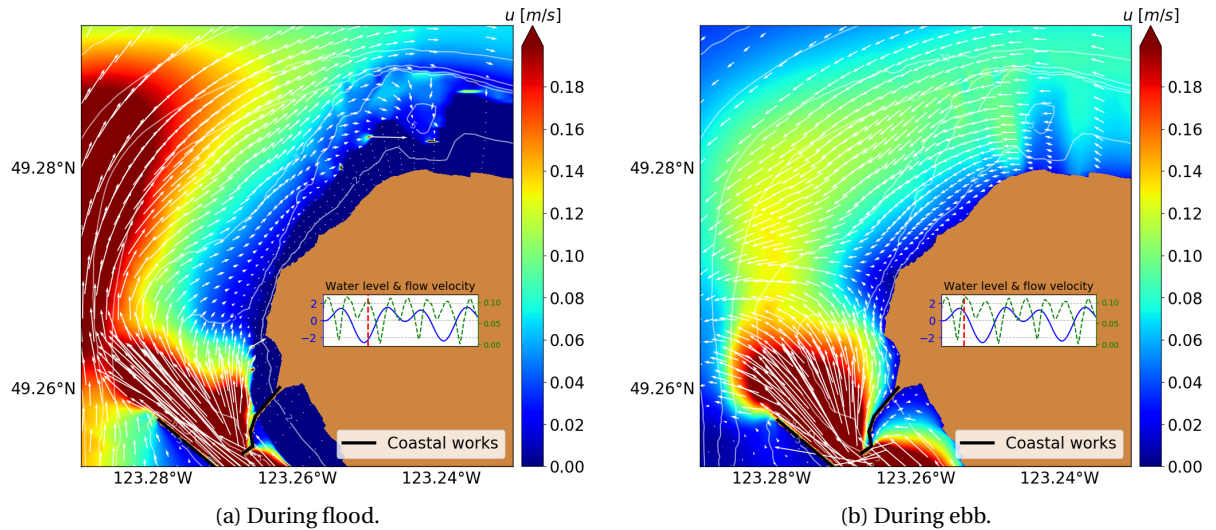 u [m/s]
0.18
0.16
0.14
0.12
0.10
0.08
0.06
0.04
0.02
0.00
49.28°N
49.26°N
123.28°W
123.26°W
123.24°W
Water level & flow velocity
2
0
−2
0.10
0.05
0.00
Coastal works
2
(a) During flood.
u [m/s]
0.18
0.16
0.14
0.12
0.10
0.08
0.06
0.04
0.02
0.00
49.28°N
49.26°N
123.28°W
123.26°W
123.24°W
Water level & flow velocity
2
0
−2
0.10
0.05
0.00
Coastal works
(b) During ebb.